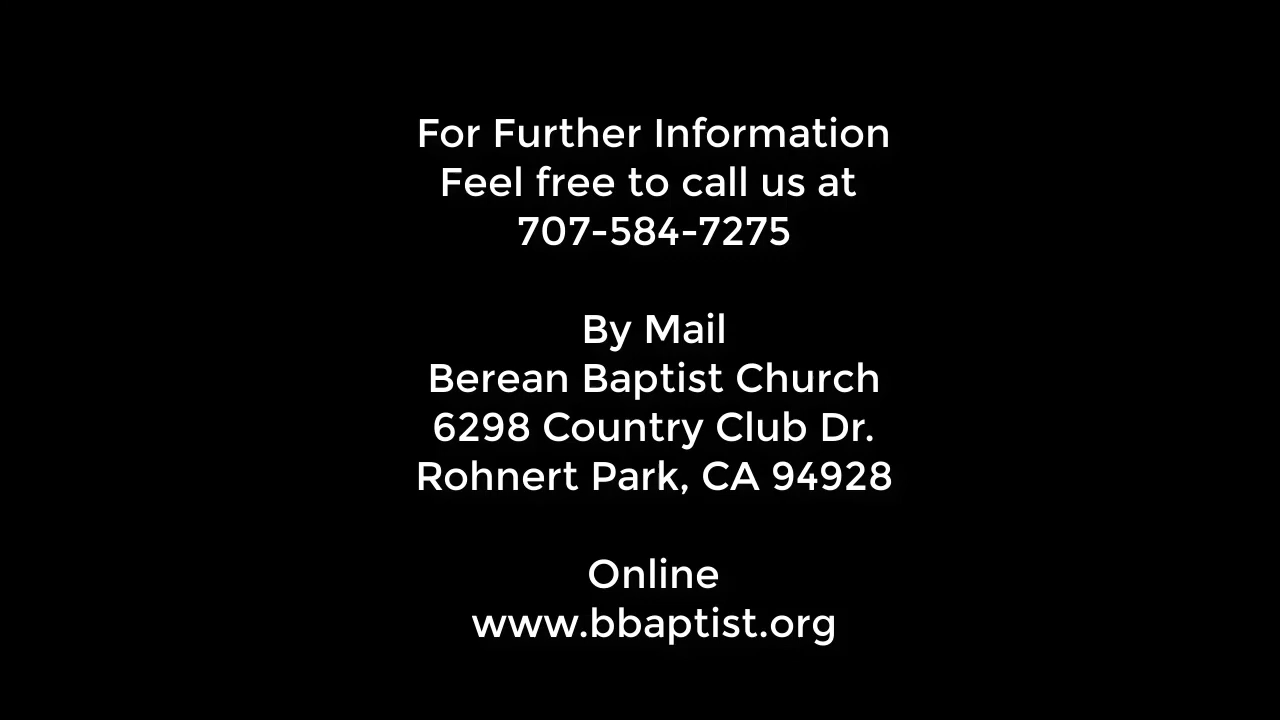 For Further Information
Feel free to call us at
707-584-7275
By Mail
Berean Baptist Church
6298 Country Club Dr.
Rohnert Park, CA 94928
Online
www.bbaptist.org